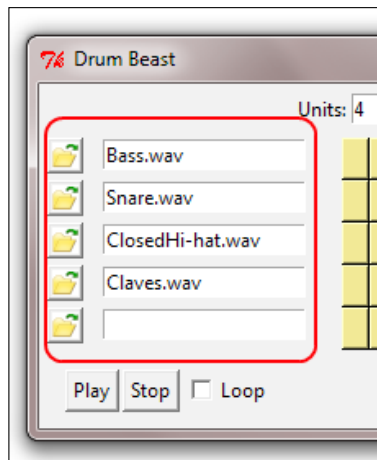 Drum Beast
Units: 4
Bass.wav
Snare.wav
ClosedHi-hat.wav
Claves.wav
Play Stop Loop